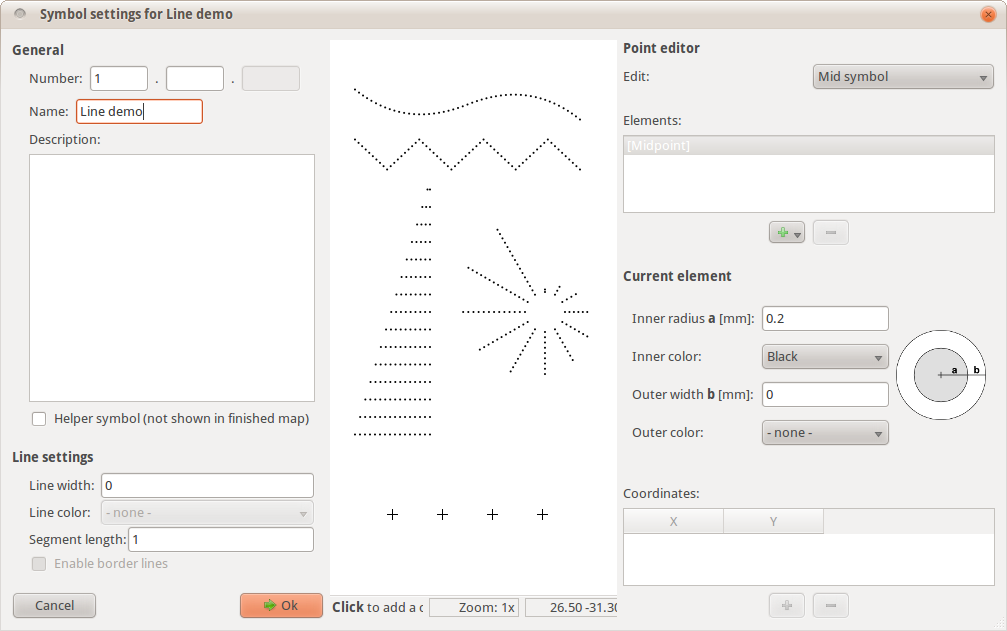 Symbol settings for Line demo
General
Number: 1 . .
Name: Line demo
Description:
Helper symbol (not shown in finished map)
Line settings
Line width: 0
Line color: - none -
Segment length: 1
Enable border lines
Cancel
Ok
Click to add a c
Zoom: 1x
26.50 -31.30
Point editor
Edit: Mid symbol
Elements:
[Midpoint]
Current element
Inner radius a [mm]: 0.2
Inner color: Black
Outer width b [mm]: 0
Outer color: - none -
a b
Coordinates:
X Y